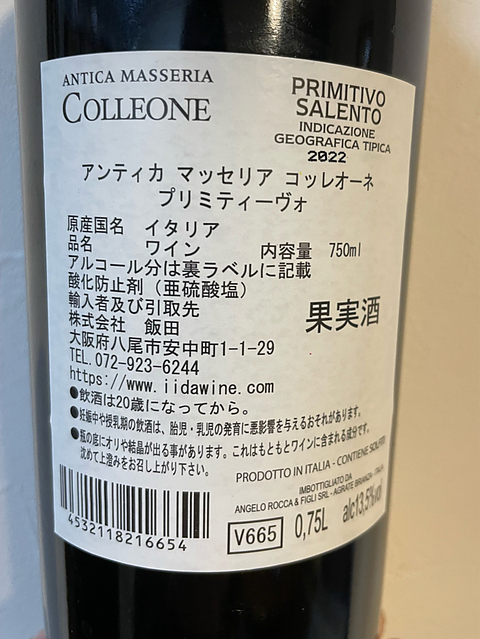 ANTICA MASSERIA
COLLEONE
PRIMITIVO
SALENTO
INDICAZIONE
GEOGRAFICA TIPICA
2022
アンティカ マッセリア コッレオーネ
プリミティーヴォ
原産国名 イタリア
品名 ワイン 内容量 750ml
アルコール分は裏ラベルに記載
酸化防止剤(亜硫酸塩)
輸入者及び引取先
株式会社 飯田
大阪府八尾市安中町1-1-29
TEL.072-923-6244
https://www.iidawine.com
果実酒
●飲酒は20歳になってから。
●妊娠中や授乳期の飲酒は、胎児・乳児の発育に悪影響を与えるおそれがあります。
●瓶の底にオリや結晶が出る事があります。これはもともとワインに含まれる成分です。
沈めて上澄みをお召し上がり下さい。
PRODOTTO IN ITALIA - CONTIENE SOLFITI
IMBOTTIGLIATO DA
ANGELO ROCCA & FIGLI SRL - AGRATE BRIANZA - ITALIA
4532118216654
V665 0,75L alc13,5%vol